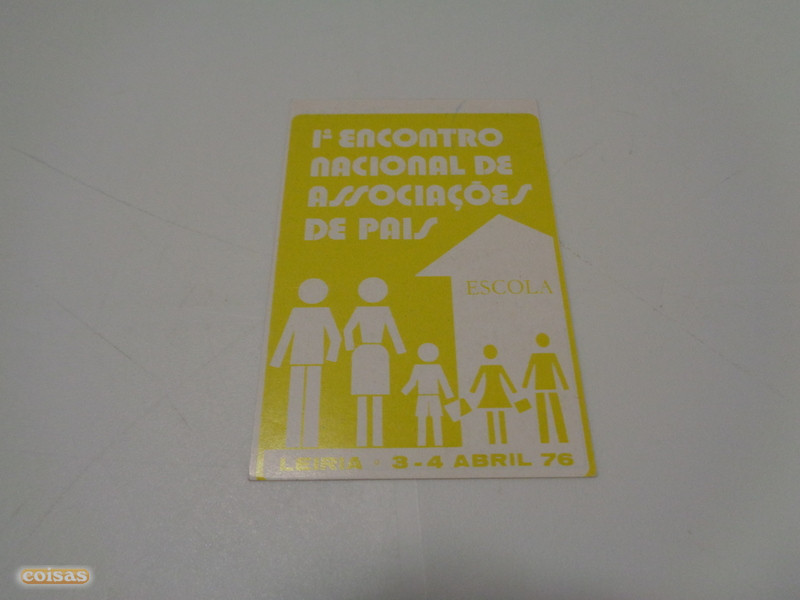 1º ENCONTRO
NACIONAL DE
ASSOCIAÇÕES
DE PAIS
ESCOLA
LEIRIA · 3-4 ABRIL 76
coisas